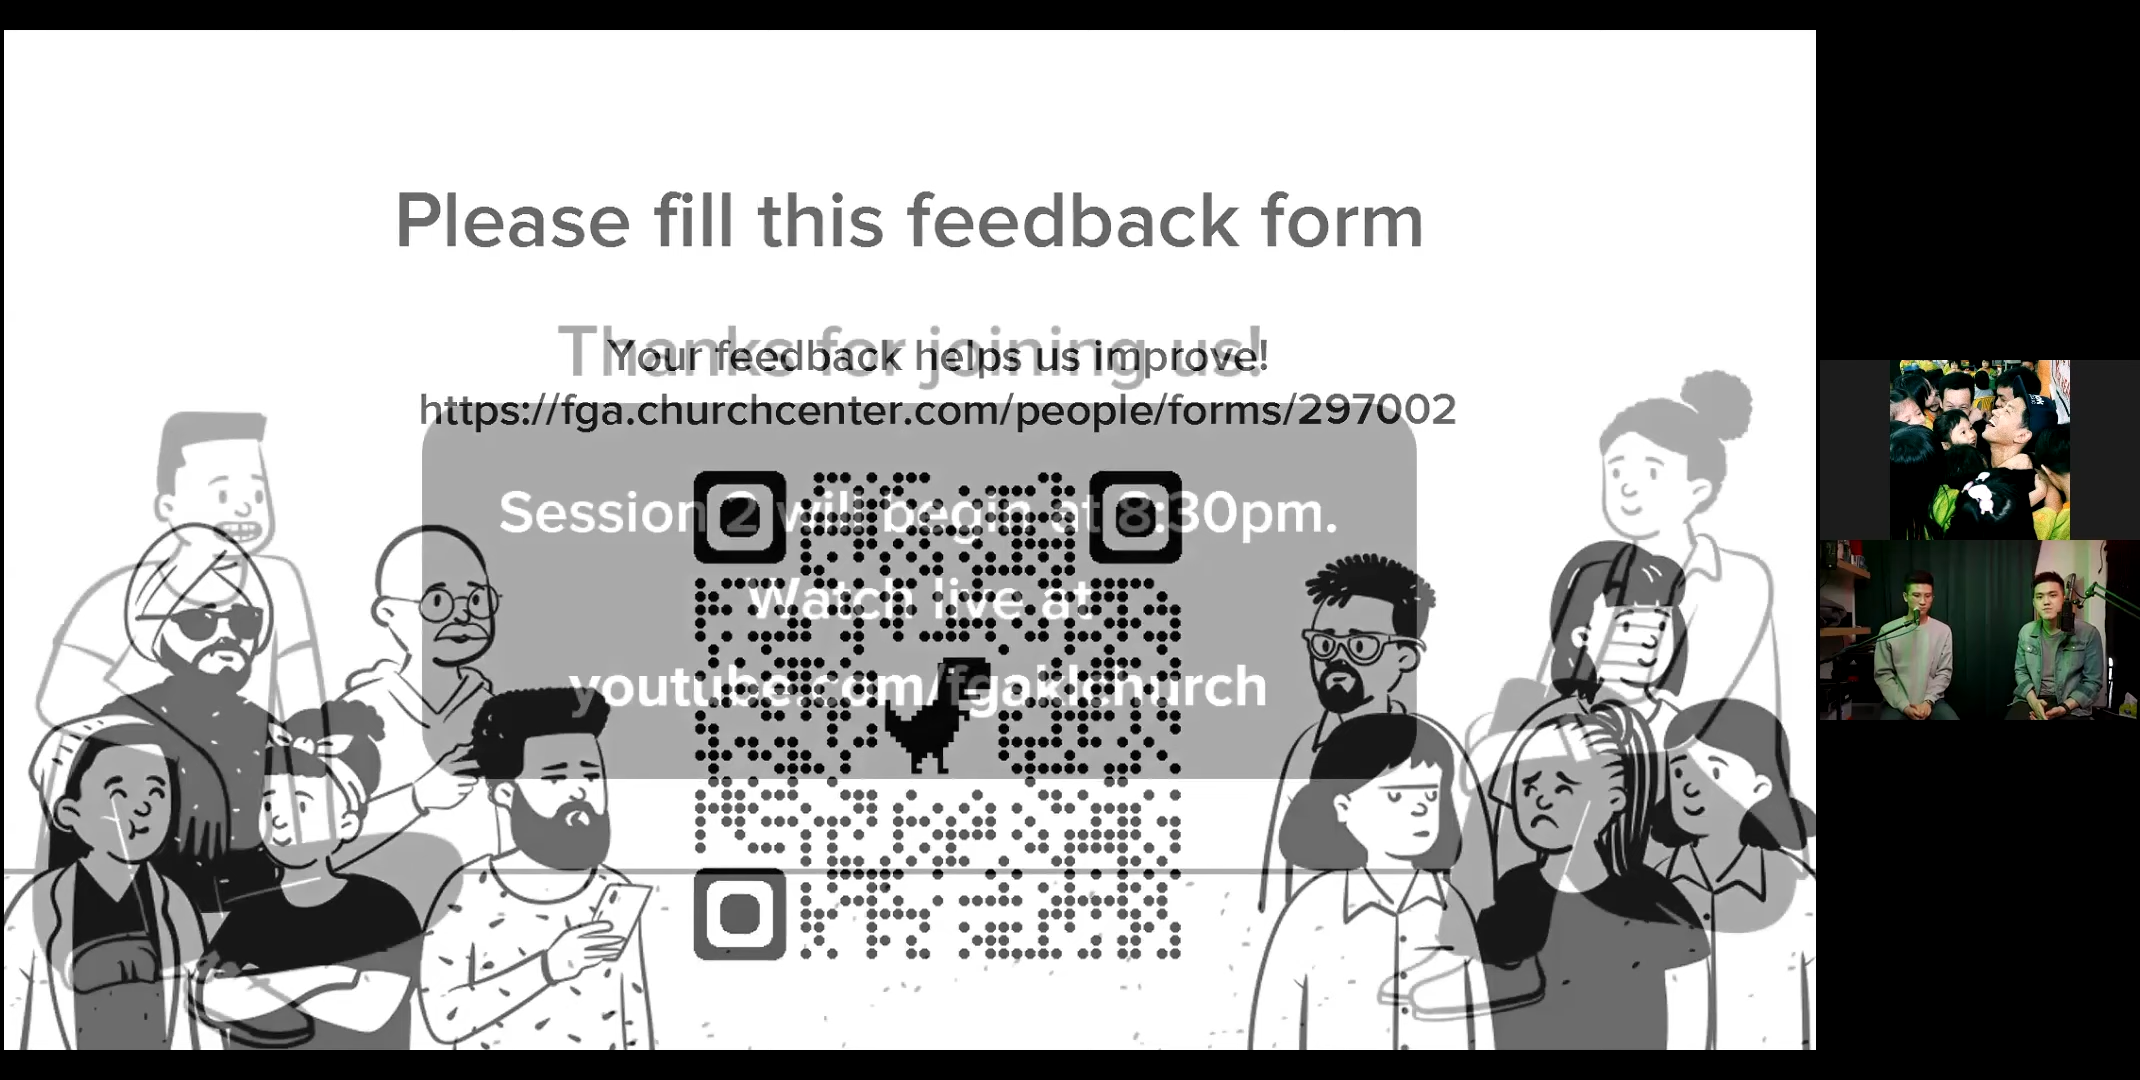 Please fill this feedback form
Thanks for joining us!
Your feedback helps us improve!
https://fga.churchcenter.com/people/forms/297002
Session 2 will begin at 8:30pm.
Watch live at
youtube.com/fgaklchurch